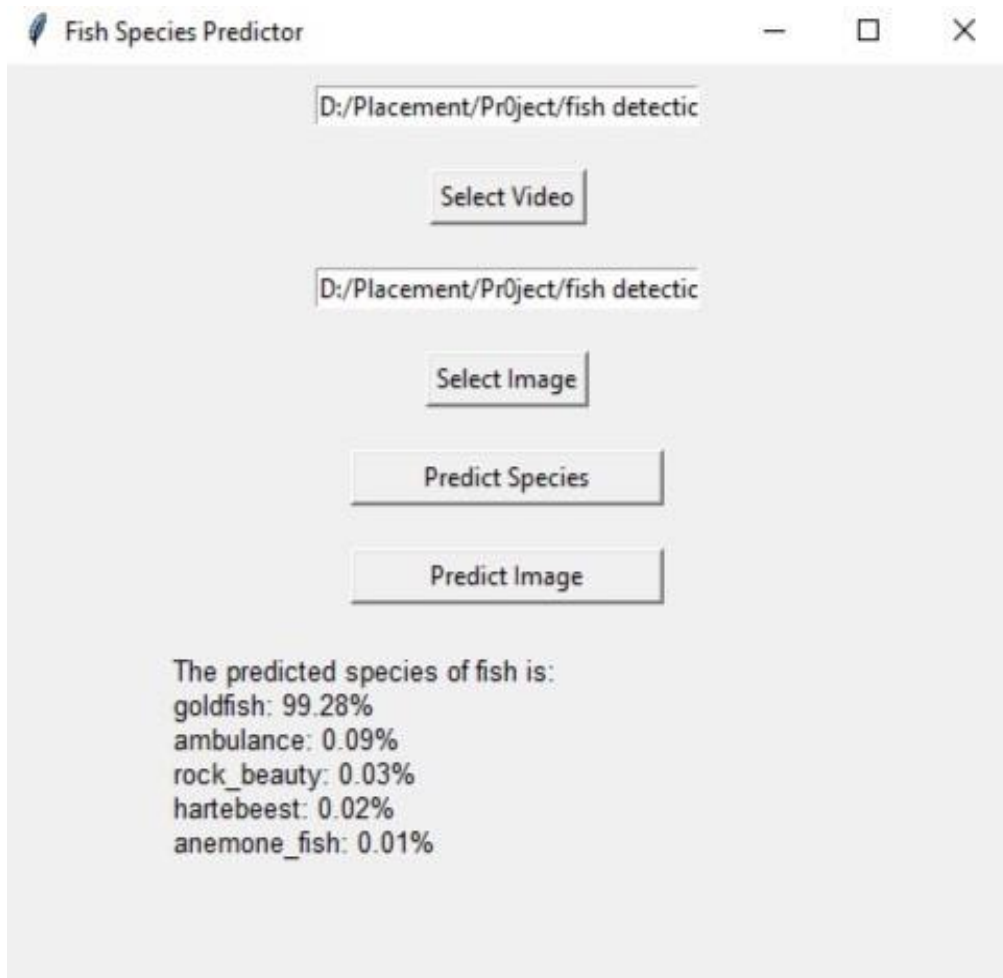 Fish Species Predictor
D:/Placement/Pr0ject/fish detectic
Select Video
D:/Placement/Pr0ject/fish detectic
Select Image
Predict Species
Predict Image
The predicted species of fish is:
goldfish: 99.28%
ambulance: 0.09%
rock_beauty: 0.03%
hartebeest: 0.02%
anemone_fish: 0.01%